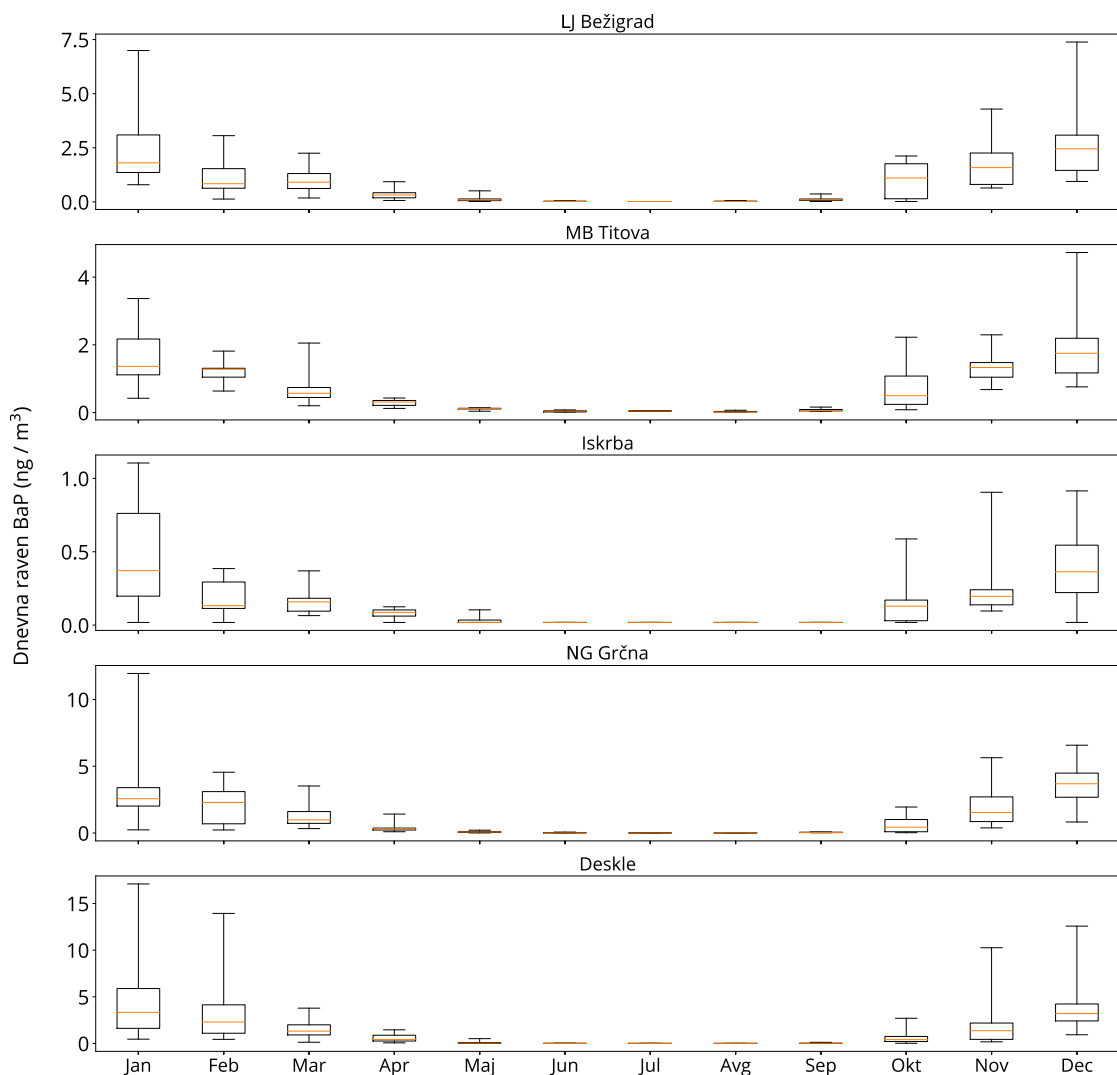 LJ Bežigrad
7.5
5.0
2.5
0.0
MB Titova
4
2
0
Iskrba
1.0
0.5
0.0
Dnevna raven BaP (ng / m³)
NG Grčna
10
5
0
Deskle
15
10
5
0
Jan Feb Mar Apr Maj Jun Jul Avg Sep Okt Nov Dec